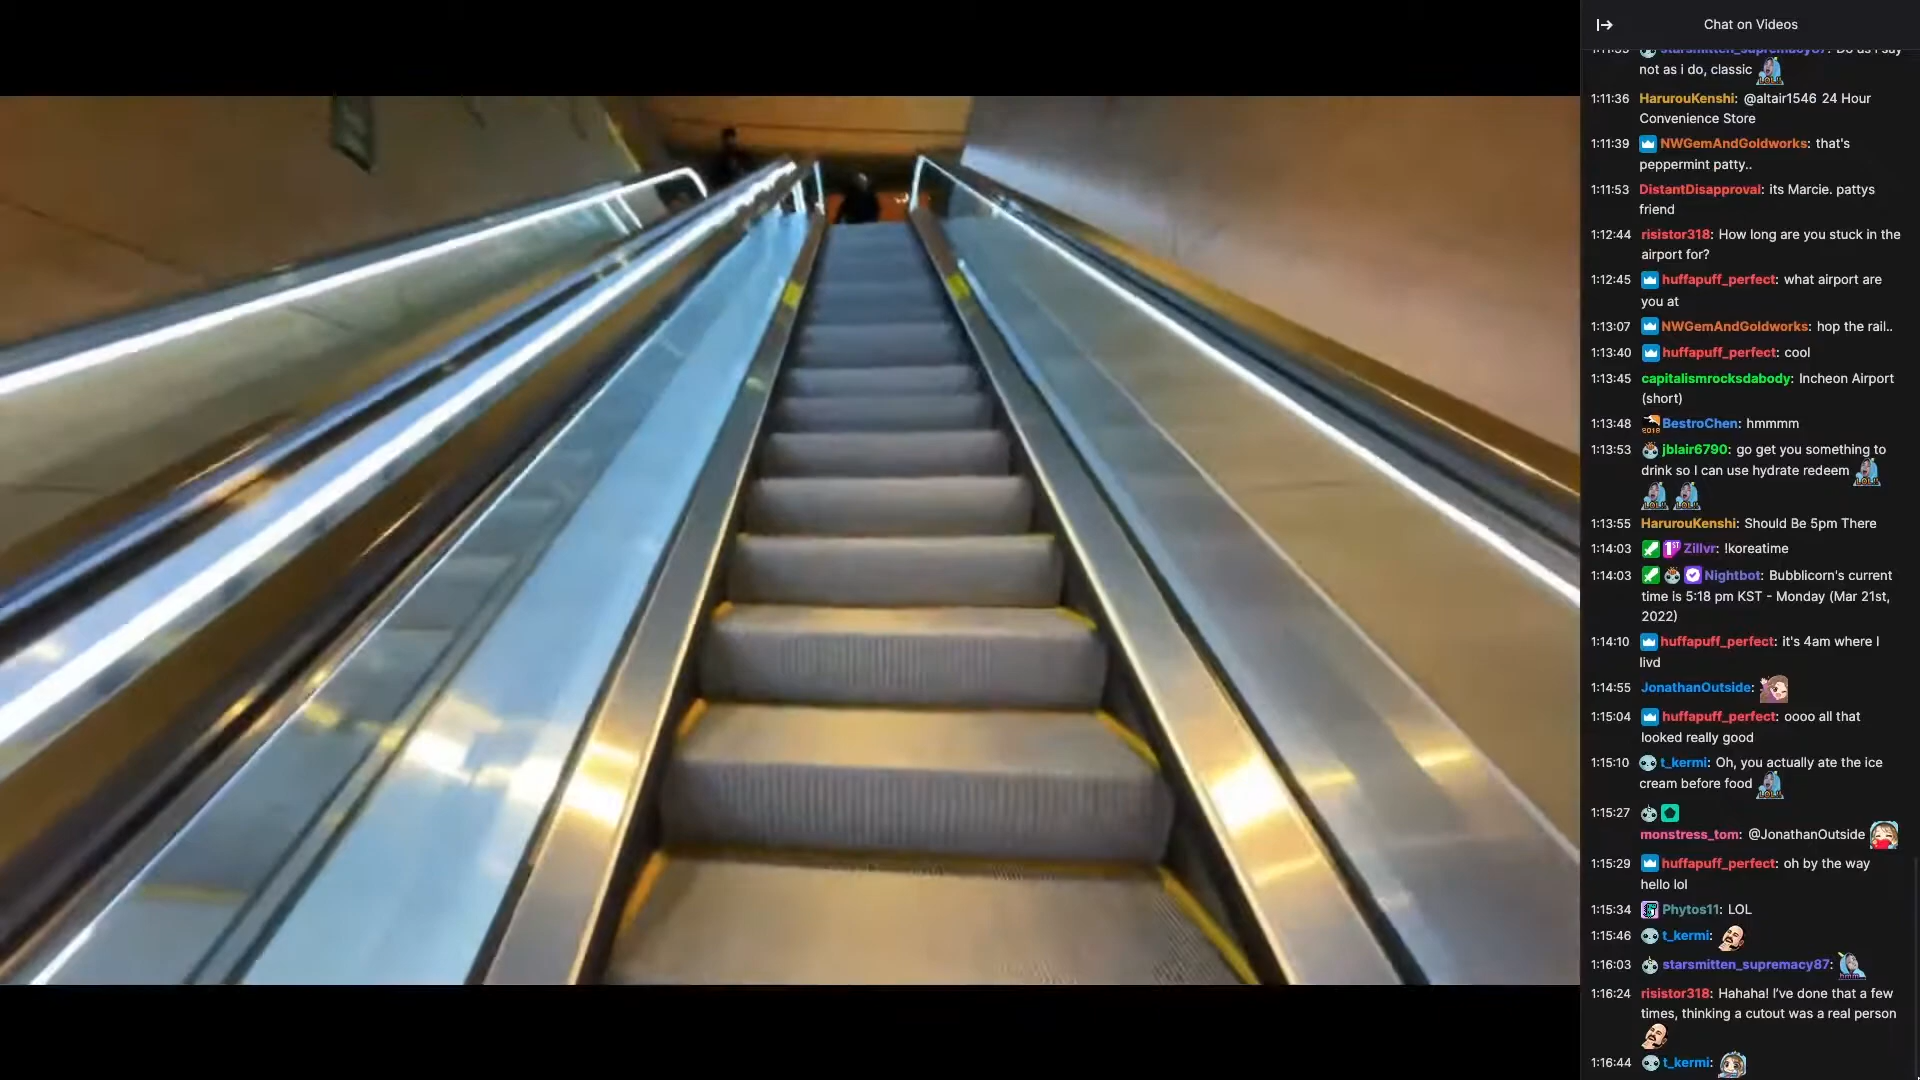 Chat on Videos
starsmitten_supremacy87: Do as i say
not as i do, classic
1:11:36 HarurouKenshi: @altair1546 24 Hour
Convenience Store
1:11:39 NWGemAndGoldworks: that's
peppermint patty..
1:11:53 DistantDisapproval: its Marcie. pattys
friend
1:12:44 risistor318: How long are you stuck in the
airport for?
1:12:45 huffapuff_perfect: what airport are
you at
1:13:07 NWGemAndGoldworks: hop the rail..
1:13:40 huffapuff_perfect: cool
1:13:45 capitalismrocksdabody: Incheon Airport
(short)
1:13:48 BestroChen: hmmmm
1:13:53 jblair6790: go get you something to
drink so I can use hydrate redeem
1:13:55 HarurouKenshi: Should Be 5pm There
1:14:03 Zillvr: !koreatime
1:14:03 Nightbot: Bubblicorn's current
time is 5:18 pm KST - Monday (Mar 21st,
2022)
1:14:10 huffapuff_perfect: it's 4am where I
livd
1:14:55 JonathanOutside:
1:15:04 huffapuff_perfect: oooo all that
looked really good
1:15:10 t_kermi: Oh, you actually ate the ice
cream before food
1:15:27
monstress_tom: @JonathanOutside
1:15:29 huffapuff_perfect: oh by the way
hello lol
1:15:34 Phytos11: LOL
1:15:46 t_kermi:
1:16:03 starsmitten_supremacy87:
1:16:24 risistor318: Hahaha! I've done that a few
times, thinking a cutout was a real person
1:16:44 t_kermi: